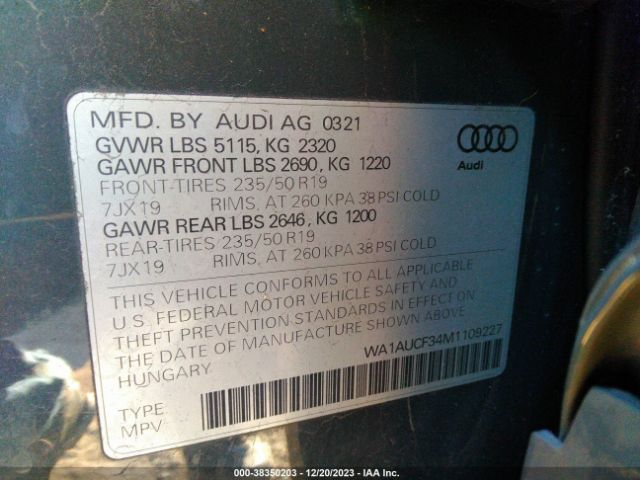 MFD. BY AUDI AG 0321
GVWR LBS 5115, KG 2320
GAWR FRONT LBS 2690, KG 1220
FRONT-TIRES 235/50 R19
7JX19 RIMS, AT 260 KPA 38 PSI COLD
GAWR REAR LBS 2646, KG 1200
REAR-TIRES 235/50 R19
7JX19 RIMS, AT 260 KPA 38 PSI COLD
Audi
THIS VEHICLE CONFORMS TO ALL APPLICABLE
U.S. FEDERAL MOTOR VEHICLE SAFETY AND
THEFT PREVENTION STANDARDS IN EFFECT ON
THE DATE OF MANUFACTURE SHOWN ABOVE
HUNGARY
WA1AUCF34M1109227
TYPE
MPV
000-38350203 - 12/20/2023 - IAA Inc.